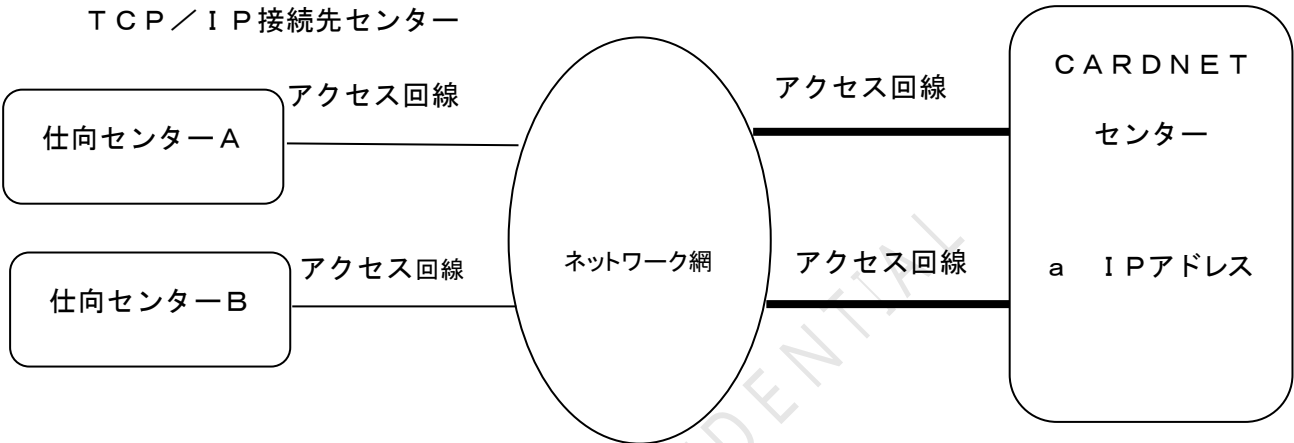 ＴＣＰ／ＩＰ接続先センター
アクセス回線
アクセス回線
ＣＡＲＤＮＥＴ
センター
仕向センターＡ
アクセス回線
アクセス回線
ネットワーク網
ａ　ＩＰアドレス
仕向センターＢ
CONFIDENTIAL